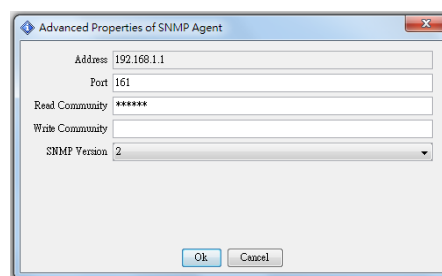 Advanced Properties of SNMP Agent
Address 192.168.1.1
Port 161
Read Community ******
Write Community
SNMP Version 2
Ok Cancel